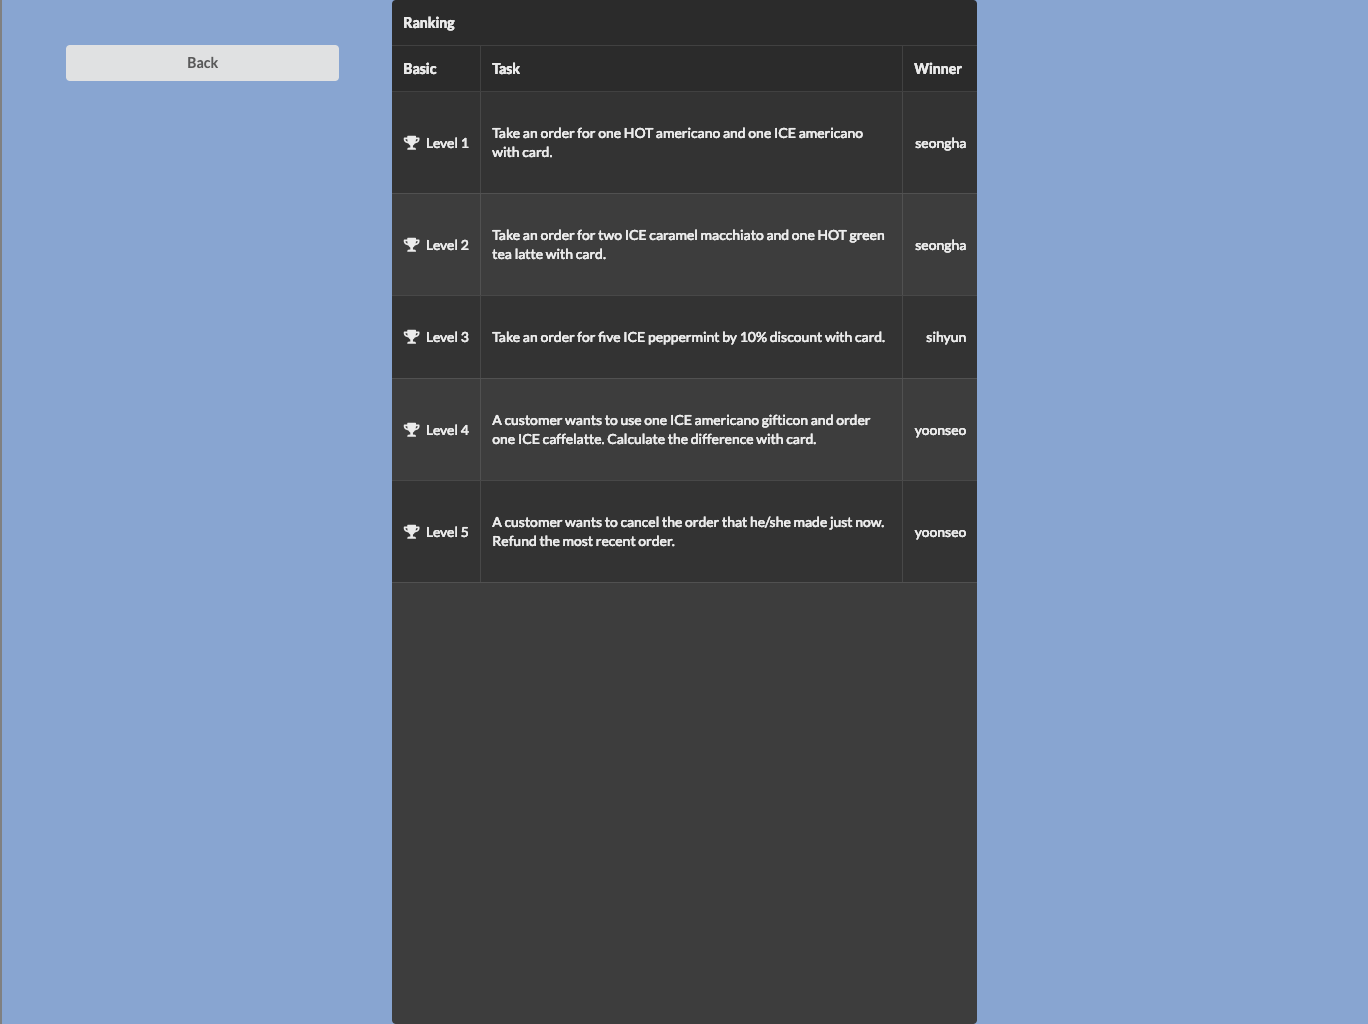 Back
Ranking
Basic Task Winner
Level 1
Take an order for one HOT americano and one ICE americano
with card.
seongha
Level 2
Take an order for two ICE caramel macchiato and one HOT green
tea latte with card.
seongha
Level 3
Take an order for five ICE peppermint by 10% discount with card.
sihyun
Level 4
A customer wants to use one ICE americano gifticon and order
one ICE caffelatte. Calculate the difference with card.
yoonseo
Level 5
A customer wants to cancel the order that he/she made just now.
Refund the most recent order.
yoonseo